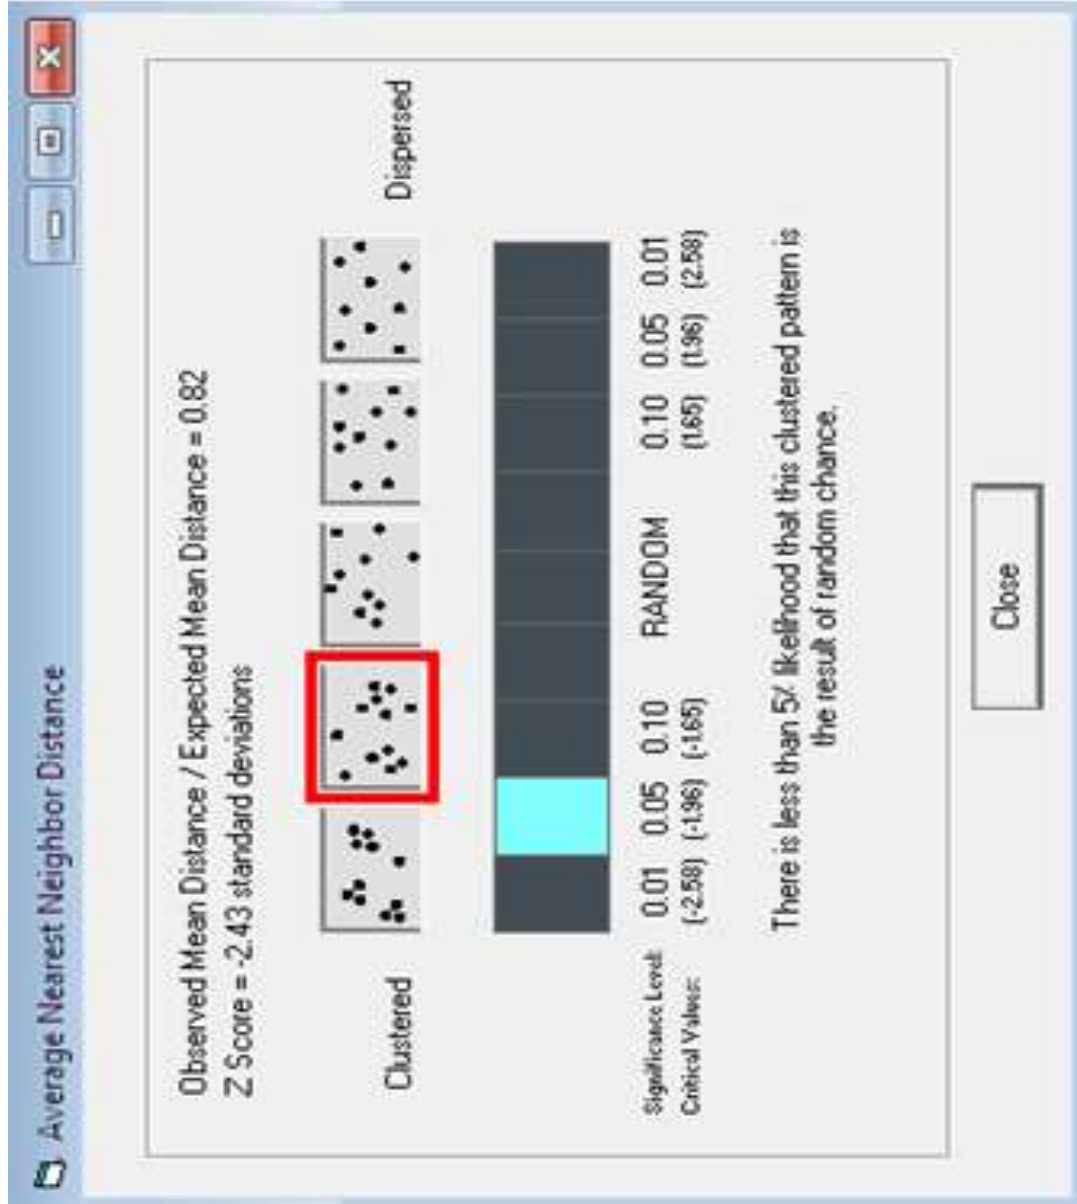 Average Nearest Neighbor Distance
Observed Mean Distance / Expected Mean Distance = 0.82
Z Score = -2.43 standard deviations
Clustered
Dispersed
Significance Level: 0.01 0.05 0.10 RANDOM 0.10 0.05 0.01
Critical Values: (-2.58) (-1.96) (-1.65) (1.65) (1.96) (2.58)
There is less than 5% likelihood that this clustered pattern is
the result of random chance.
Close